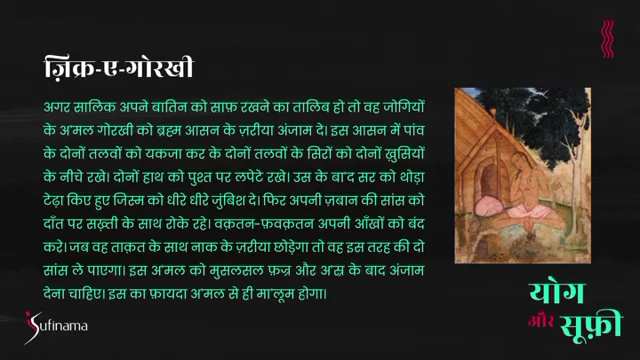 ज़िक्र-ए-गोरखी
अगर सालिक अपने बातिन को साफ़ रखने का तालिब हो तो वह जोगियों
के अ'मल गोरखी को ब्रह्म आसन के ज़रीया अंजाम दे। इस आसन में पांव
के दोनों तलवों को यकजा कर के दोनों तलवों के सिरों को दोनों ख़ुसियों
के नीचे रखे। दोनों हाथ को पुश्त पर लपेटे रखे। उस के बा'द सर को थोड़ा
टेढ़ा किए हुए जिस्म को धीरे धीरे जुंबिश दे। फिर अपनी ज़बान की सांस को
दाँत पर सख़्ती के साथ रोके रहे। वक़तन-फ़वक़तन अपनी आँखों को बंद
करे। जब वह ताक़त के साथ नाक के ज़रीया छोड़ेगा तो वह इस तरह की दो
सांस ले पाएगा। इस अ'मल को मुसलसल फ़ज्र और अ'स्र के बाद अंजाम
देना चाहिए। इस का फ़ायदा अ'मल से ही मा'लूम होगा।
योग
और सूफ़ी
Sufinama